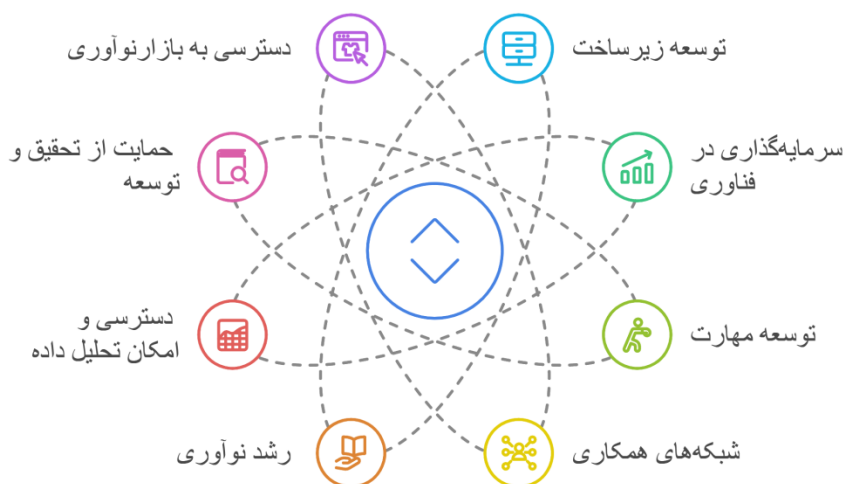 توسعه زیرساخت
دسترسی به بازارنوآوری
سرمایه‌گذاری در
فناوری
حمایت از تحقیق و
توسعه
توسعه مهارت
دسترسی و
امکان تحلیل داده
شبکه‌های همکاری
رشد نوآوری